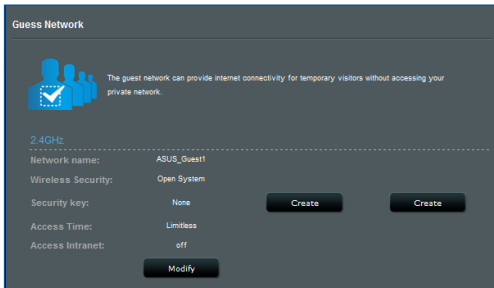 Guess Network
The guest network can provide internet connectivity for temporary visitors without accessing your
private network.
2.4GHz
Network name: ASUS_Guest1
Wireless Security: Open System
Security key: None Create Create
Access Time: Limitless
Access Intranet: off
Modify